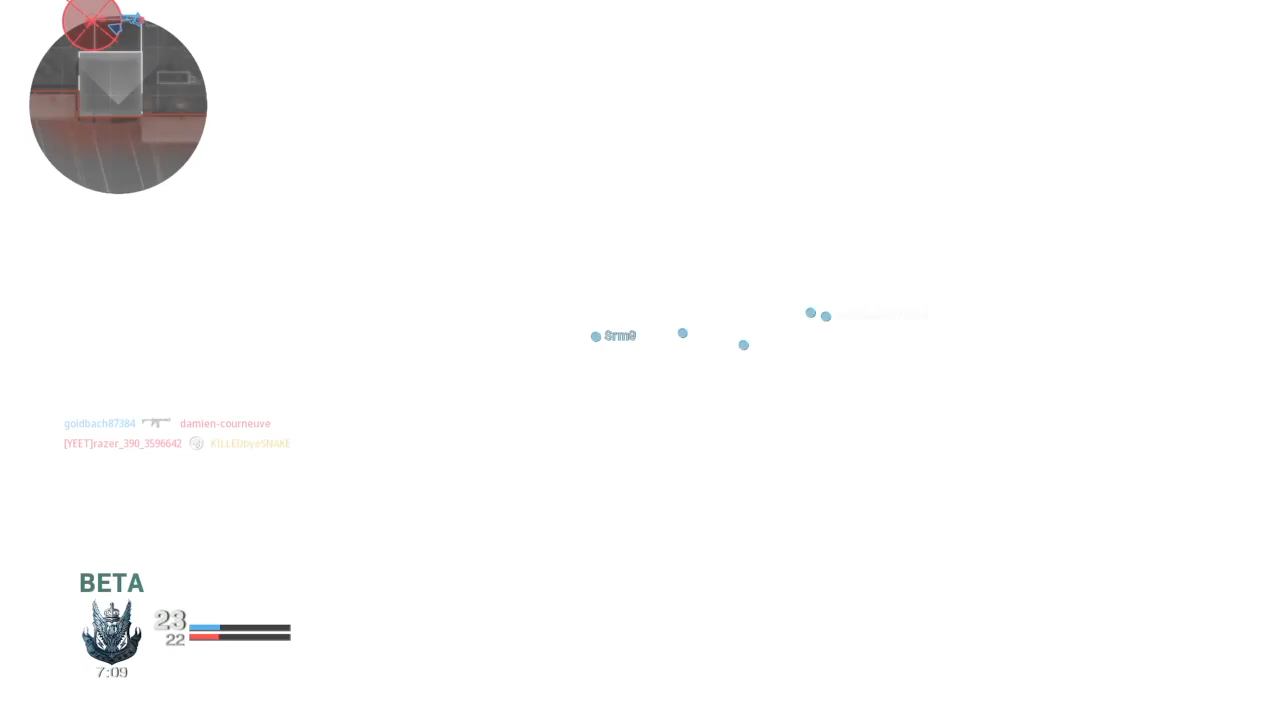 Srm9
goldbach87384 damien-courneuve
[YEET]razer_390_3596642 KILLEDbyeSNAKE
BETA
23
22
7:09